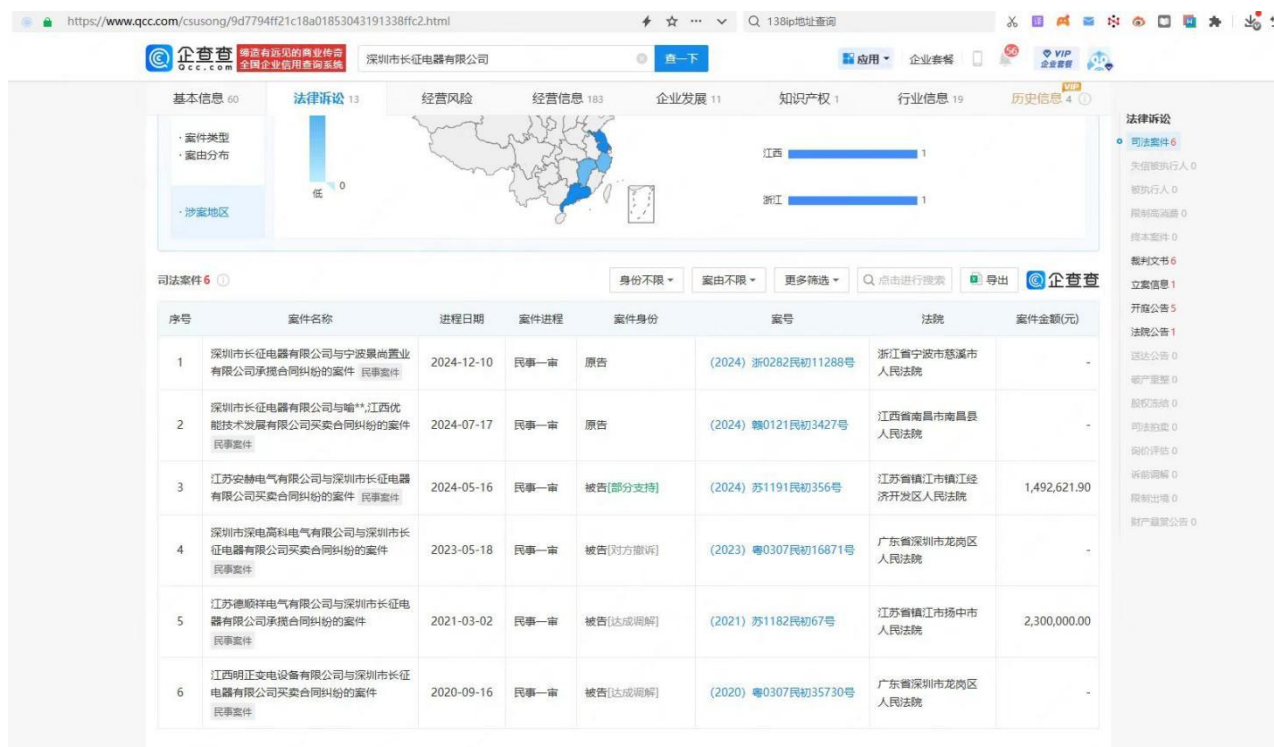 https://www.qcc.com/csusong/9d7794ff21c18a01853043191338ffc2.html
138ip地址查询
企查查
Qcc.com
缔造有远见的商业传奇
全国企业信用查询系统
深圳市长征电器有限公司
查一下
应用
企业套餐
56
VIP
企业套餐
基本信息 60
法律诉讼 13
经营风险
经营信息 183
企业发展 11
知识产权 1
行业信息 19
历史信息 4
VIP
· 案件类型
· 案由分布
· 涉案地区
0
低
江西
1
浙江
1
司法案件 6
身份不限
案由不限
更多筛选
点击进行搜索
导出
企查查
序号 案件名称 进程日期 案件进程 案件身份 案号 法院 案件金额(元)
1 深圳市长征电器有限公司与宁波晨尚置业有限公司承揽合同纠纷的案件 民事案件 2024-12-10 民事一审 原告 (2024) 浙0282民初11288号 浙江省宁波市慈溪市人民法院 -
2 深圳市长征电器有限公司与喻**,江西优能技术发展有限公司买卖合同纠纷的案件 民事案件 2024-07-17 民事一审 原告 (2024) 赣0121民初3427号 江西省南昌市南昌县人民法院 -
3 江苏安赫电气有限公司与深圳市长征电器有限公司买卖合同纠纷的案件 民事案件 2024-05-16 民事一审 被告[部分支持] (2024) 苏1191民初356号 江苏省镇江市镇江经济开发区人民法院 1,492,621.90
4 深圳市深电高科电气有限公司与深圳市长征电器有限公司买卖合同纠纷的案件 民事案件 2023-05-18 民事一审 被告[对方撤诉] (2023) 粤0307民初16871号 广东省深圳市龙岗区人民法院 -
5 江苏德顺祥电气有限公司与深圳市长征电器有限公司承揽合同纠纷的案件 民事案件 2021-03-02 民事一审 被告[达成调解] (2021) 苏1182民初67号 江苏省镇江市扬中市人民法院 2,300,000.00
6 江西明正变电设备有限公司与深圳市长征电器有限公司买卖合同纠纷的案件 民事案件 2020-09-16 民事一审 被告[达成调解] (2020) 粤0307民初35730号 广东省深圳市龙岗区人民法院 -
法律诉讼
司法案件 6
失信被执行人 0
被执行人 0
限制高消费 0
终本案件 0
裁判文书 6
立案信息 1
开庭公告 5
法院公告 1
送达公告 0
破产重整 0
股权冻结 0
司法拍卖 0
询价评估 0
诉前调解 0
限制出境 0
财产悬赏公告 0